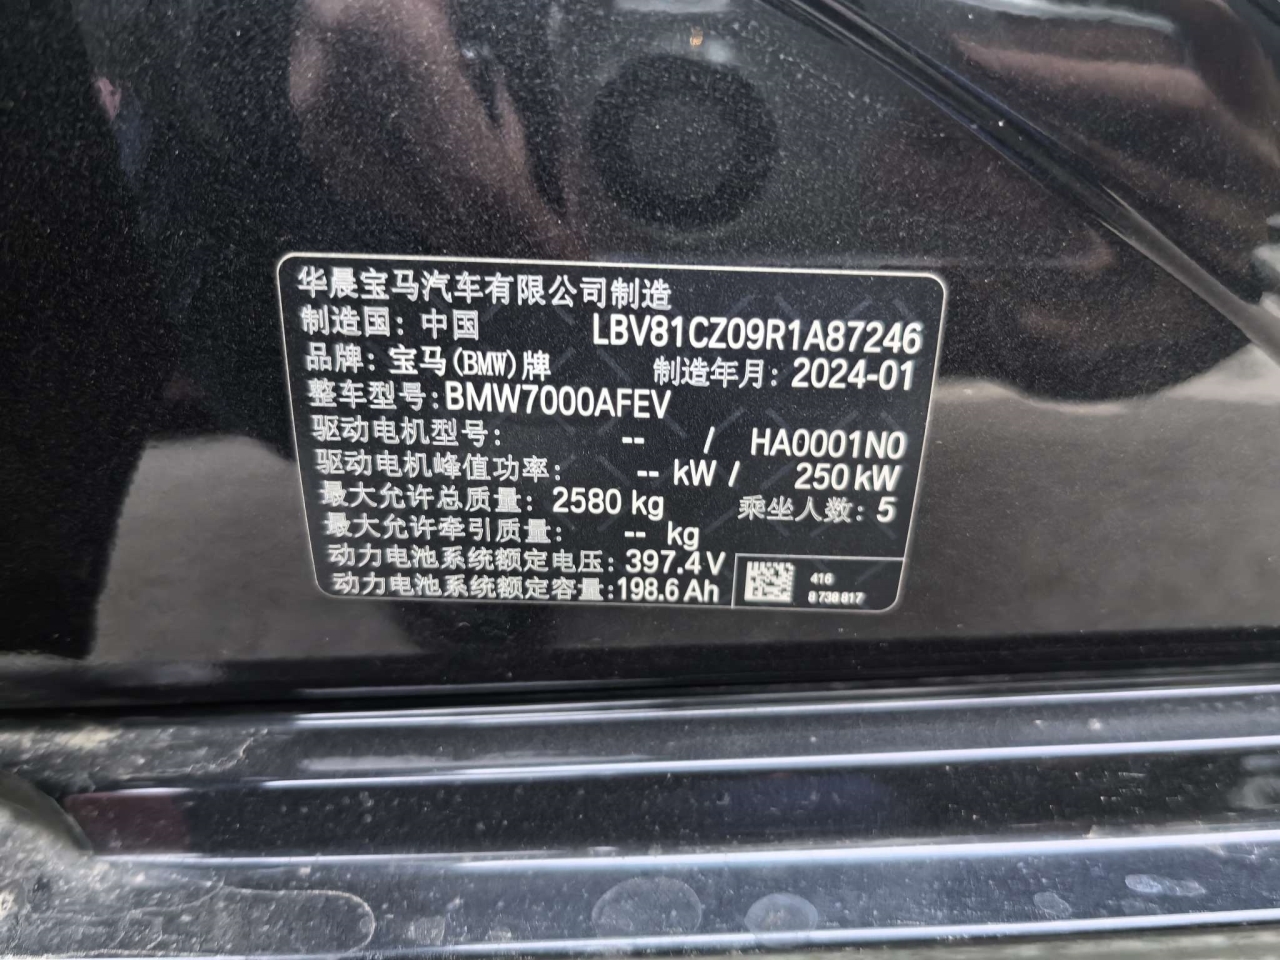 华晨宝马汽车有限公司制造
制造国: 中国 LBV81CZ09R1A87246
品牌: 宝马(BMW)牌 制造年月: 2024-01
整车型号: BMW7000AFEV
驱动电机型号: -- / HA0001N0
驱动电机峰值功率: -- kW / 250 kW
最大允许总质量: 2580 kg 乘坐人数: 5
最大允许牵引质量: -- kg
动力电池系统额定电压: 397.4 V
动力电池系统额定容量: 198.6 Ah
416
8 738 817